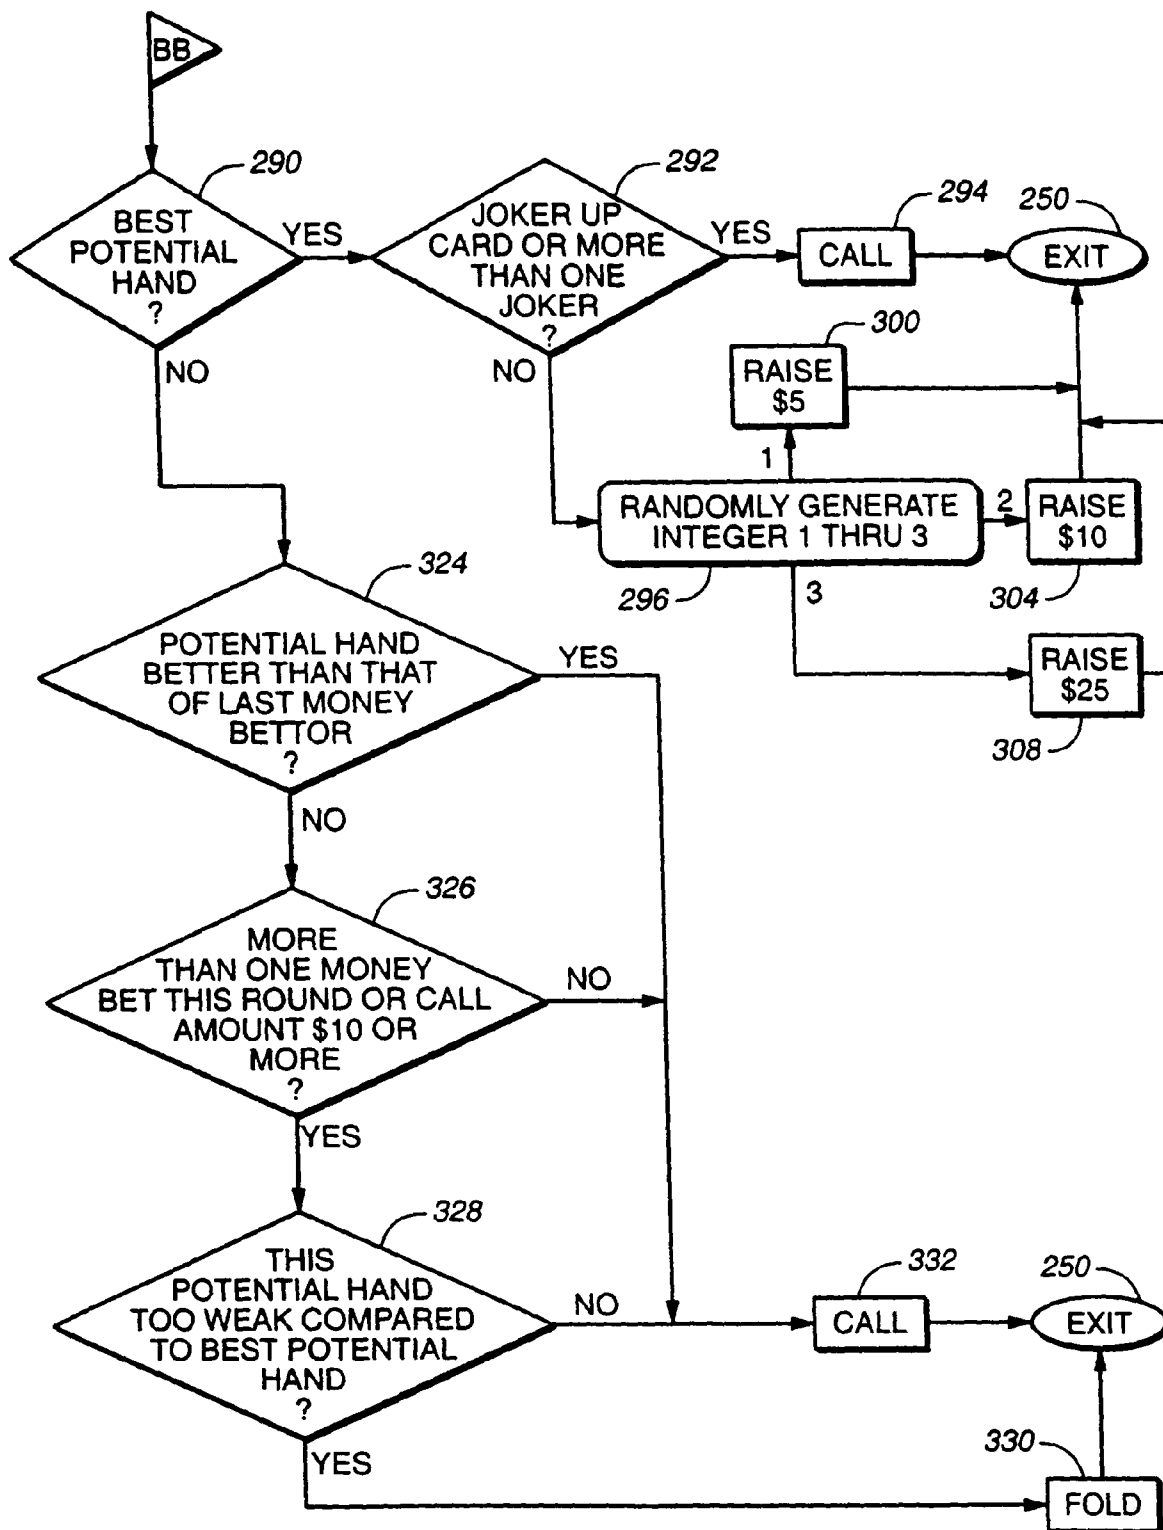 BB
290
BEST
POTENTIAL
HAND
?
YES
NO
292
JOKER UP
CARD OR MORE
THAN ONE
JOKER
?
YES
NO
294
CALL
250
EXIT
300
RAISE
$5
1
RANDOMLY GENERATE
INTEGER 1 THRU 3
296
2
RAISE
$10
304
3
RAISE
$25
308
324
POTENTIAL HAND
BETTER THAN THAT
OF LAST MONEY
BETTOR
?
YES
NO
326
MORE
THAN ONE MONEY
BET THIS ROUND OR CALL
AMOUNT $10 OR
MORE
?
NO
YES
328
THIS
POTENTIAL HAND
TOO WEAK COMPARED
TO BEST POTENTIAL
HAND
?
NO
YES
332
CALL
250
EXIT
330
FOLD